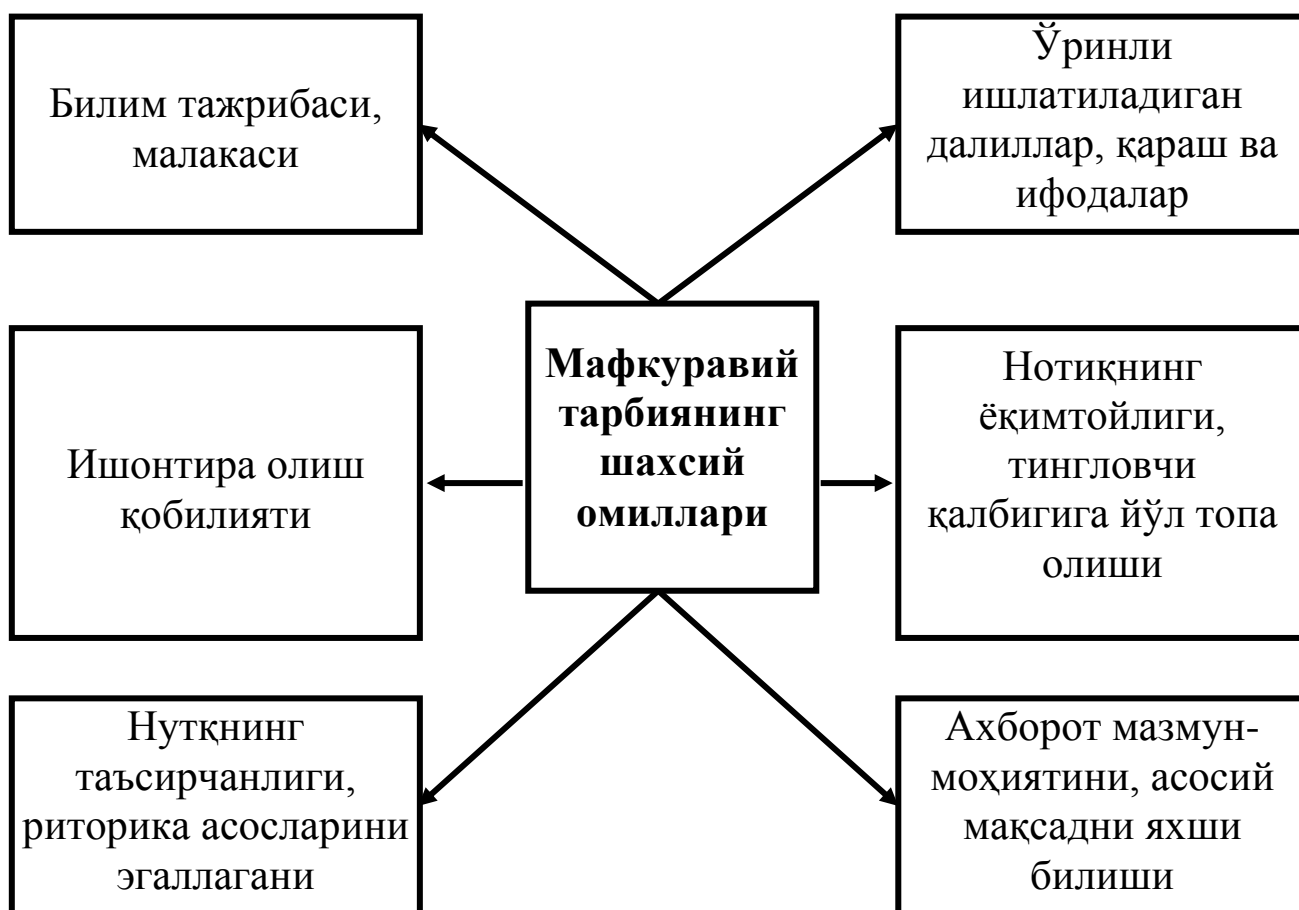 Билим тажрибаси,
малакаси
Ўринли
ишлатиладиган
далиллар, қараш ва
ифодалар
Ишонтира олиш
қобилияти
Мафкуравий
тарбиянинг
шахсий
омиллари
Нотиқнинг
ёқимтойлиги,
тингловчи
қалбигига йўл топа
олиши
Нутқнинг
таъсирчанлиги,
риторика асосларини
эгаллагани
Ахборот мазмун-
моҳиятини, асосий
мақсадни яхши
билиши